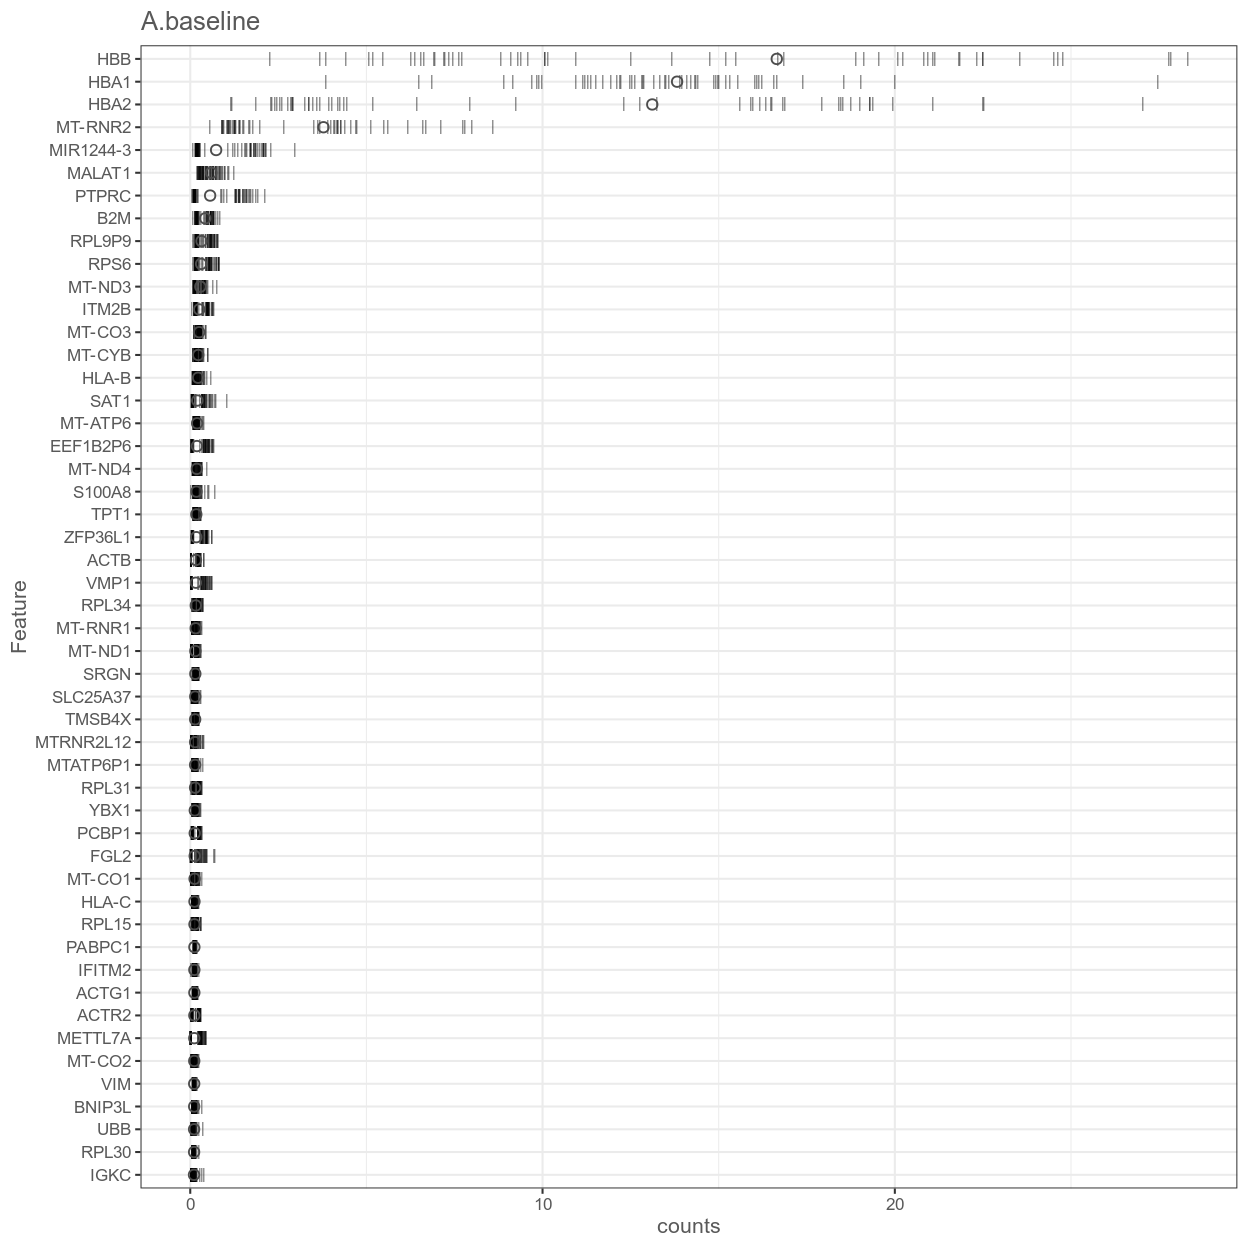 A.baseline
HBB
HBA1
HBA2
MT-RNR2
MIR1244-3
MALAT1
PTPRC
B2M
RPL9P9
RPS6
MT-ND3
ITM2B
MT-CO3
MT-CYB
HLA-B
SAT1
MT-ATP6
EEF1B2P6
MT-ND4
S100A8
TPT1
ZFP36L1
ACTB
VMP1
RPL34
MT-RNR1
MT-ND1
SRGN
SLC25A37
TMSB4X
MTRNR2L12
MTATP6P1
RPL31
YBX1
PCBP1
FGL2
MT-CO1
HLA-C
RPL15
PABPC1
IFITM2
ACTG1
ACTR2
METTL7A
MT-CO2
VIM
BNIP3L
UBB
RPL30
IGKC
Feature
0 10 20
counts